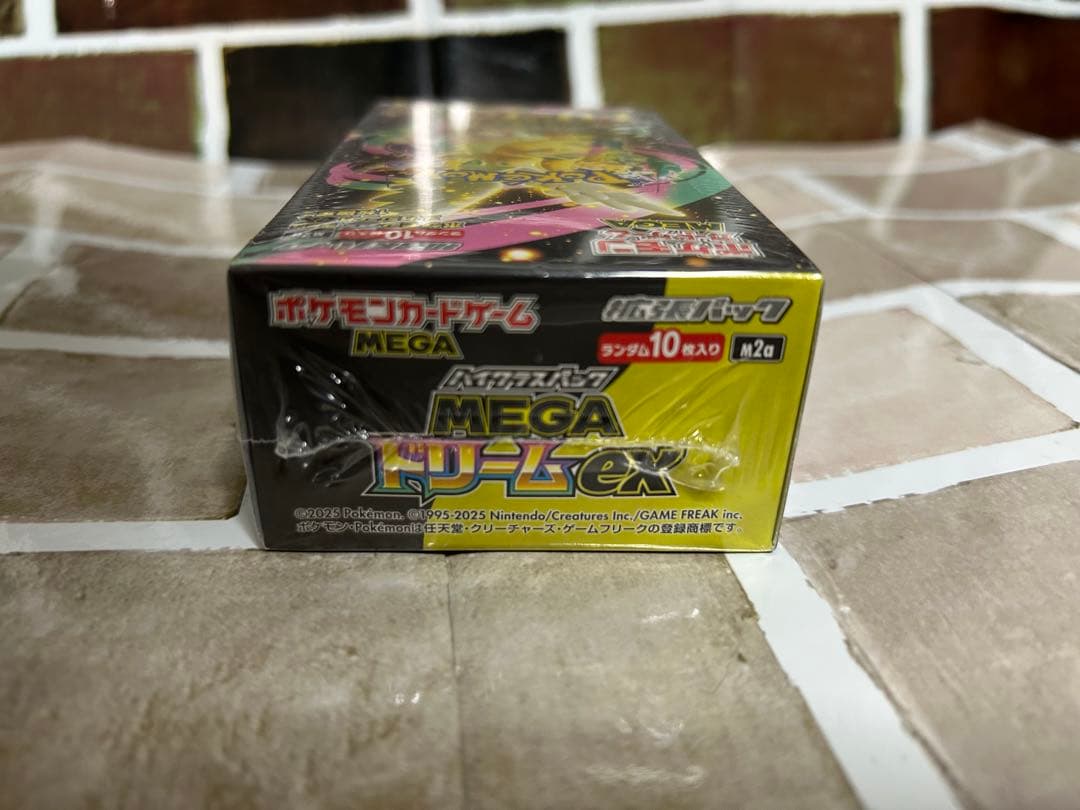 ポケモンカードゲーム
MEGA
拡張パック
ランダム10枚入り
M2a
ハイクラスパック
MEGA
ドリームex
©2025 Pokémon. ©1995-2025 Nintendo/Creatures Inc./GAME FREAK inc.
ポケモン・Pokémonは任天堂・クリーチャーズ・ゲームフリークの登録商標です。